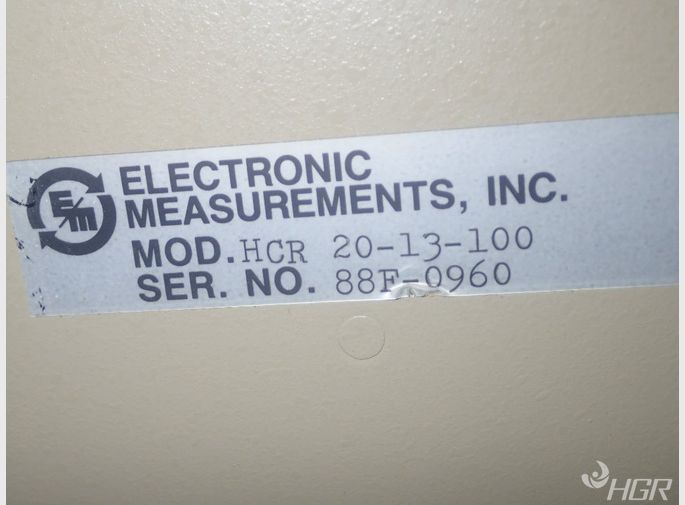 E/M
ELECTRONIC
MEASUREMENTS, INC.
MOD. HCR 20-13-100
SER. NO. 88F-0960
HGR